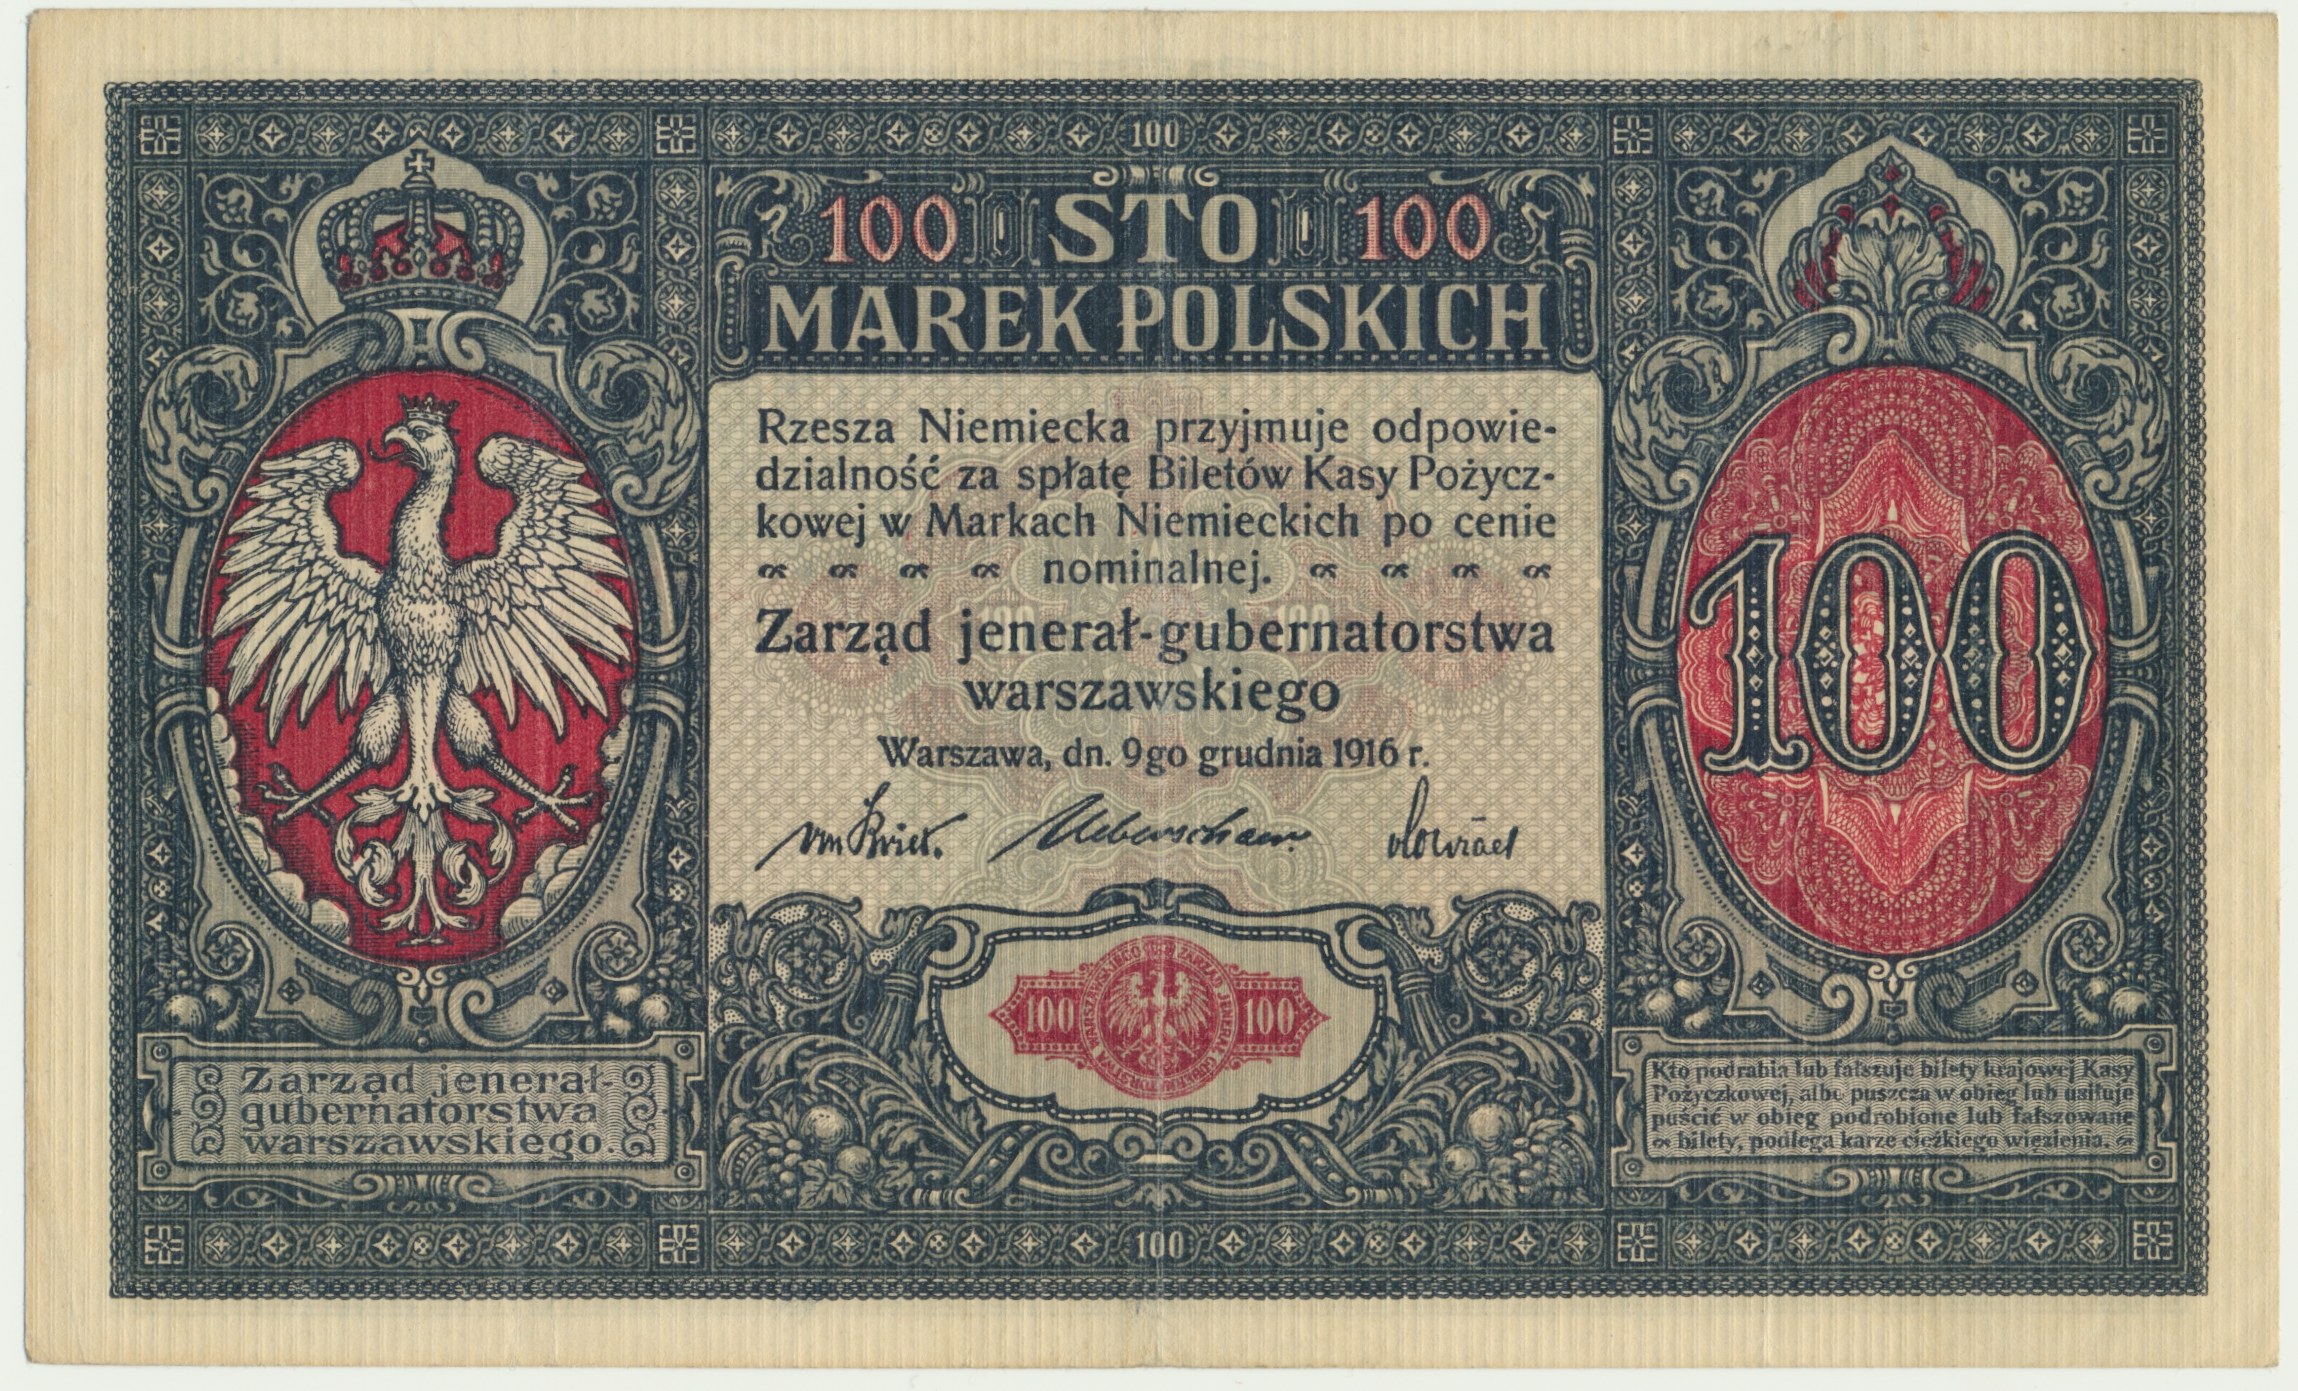 100
100 STO 100
MAREK POLSKICH
Rzesza Niemiecka przyjmuje odpowie-
dzialność za spłatę Biletów Kasy Pożycz-
kowej w Markach Niemieckich po cenie
nominalnej.
Zarząd jenerał-gubernatorstwa
warszawskiego
Warszawa, dn. 9go grudnia 1916 r.
100
100 100
Zarząd jenerał-
gubernatorstwa
warszawskiego.
Kto podrabia lub fałszuje bilety krajowej Kasy
Pożyczkowej, albo puszcza w obieg lub usiłuje
puścić w obieg podrobione lub fałszowane
bilety, podlega karze ciężkiego więzienia.
100